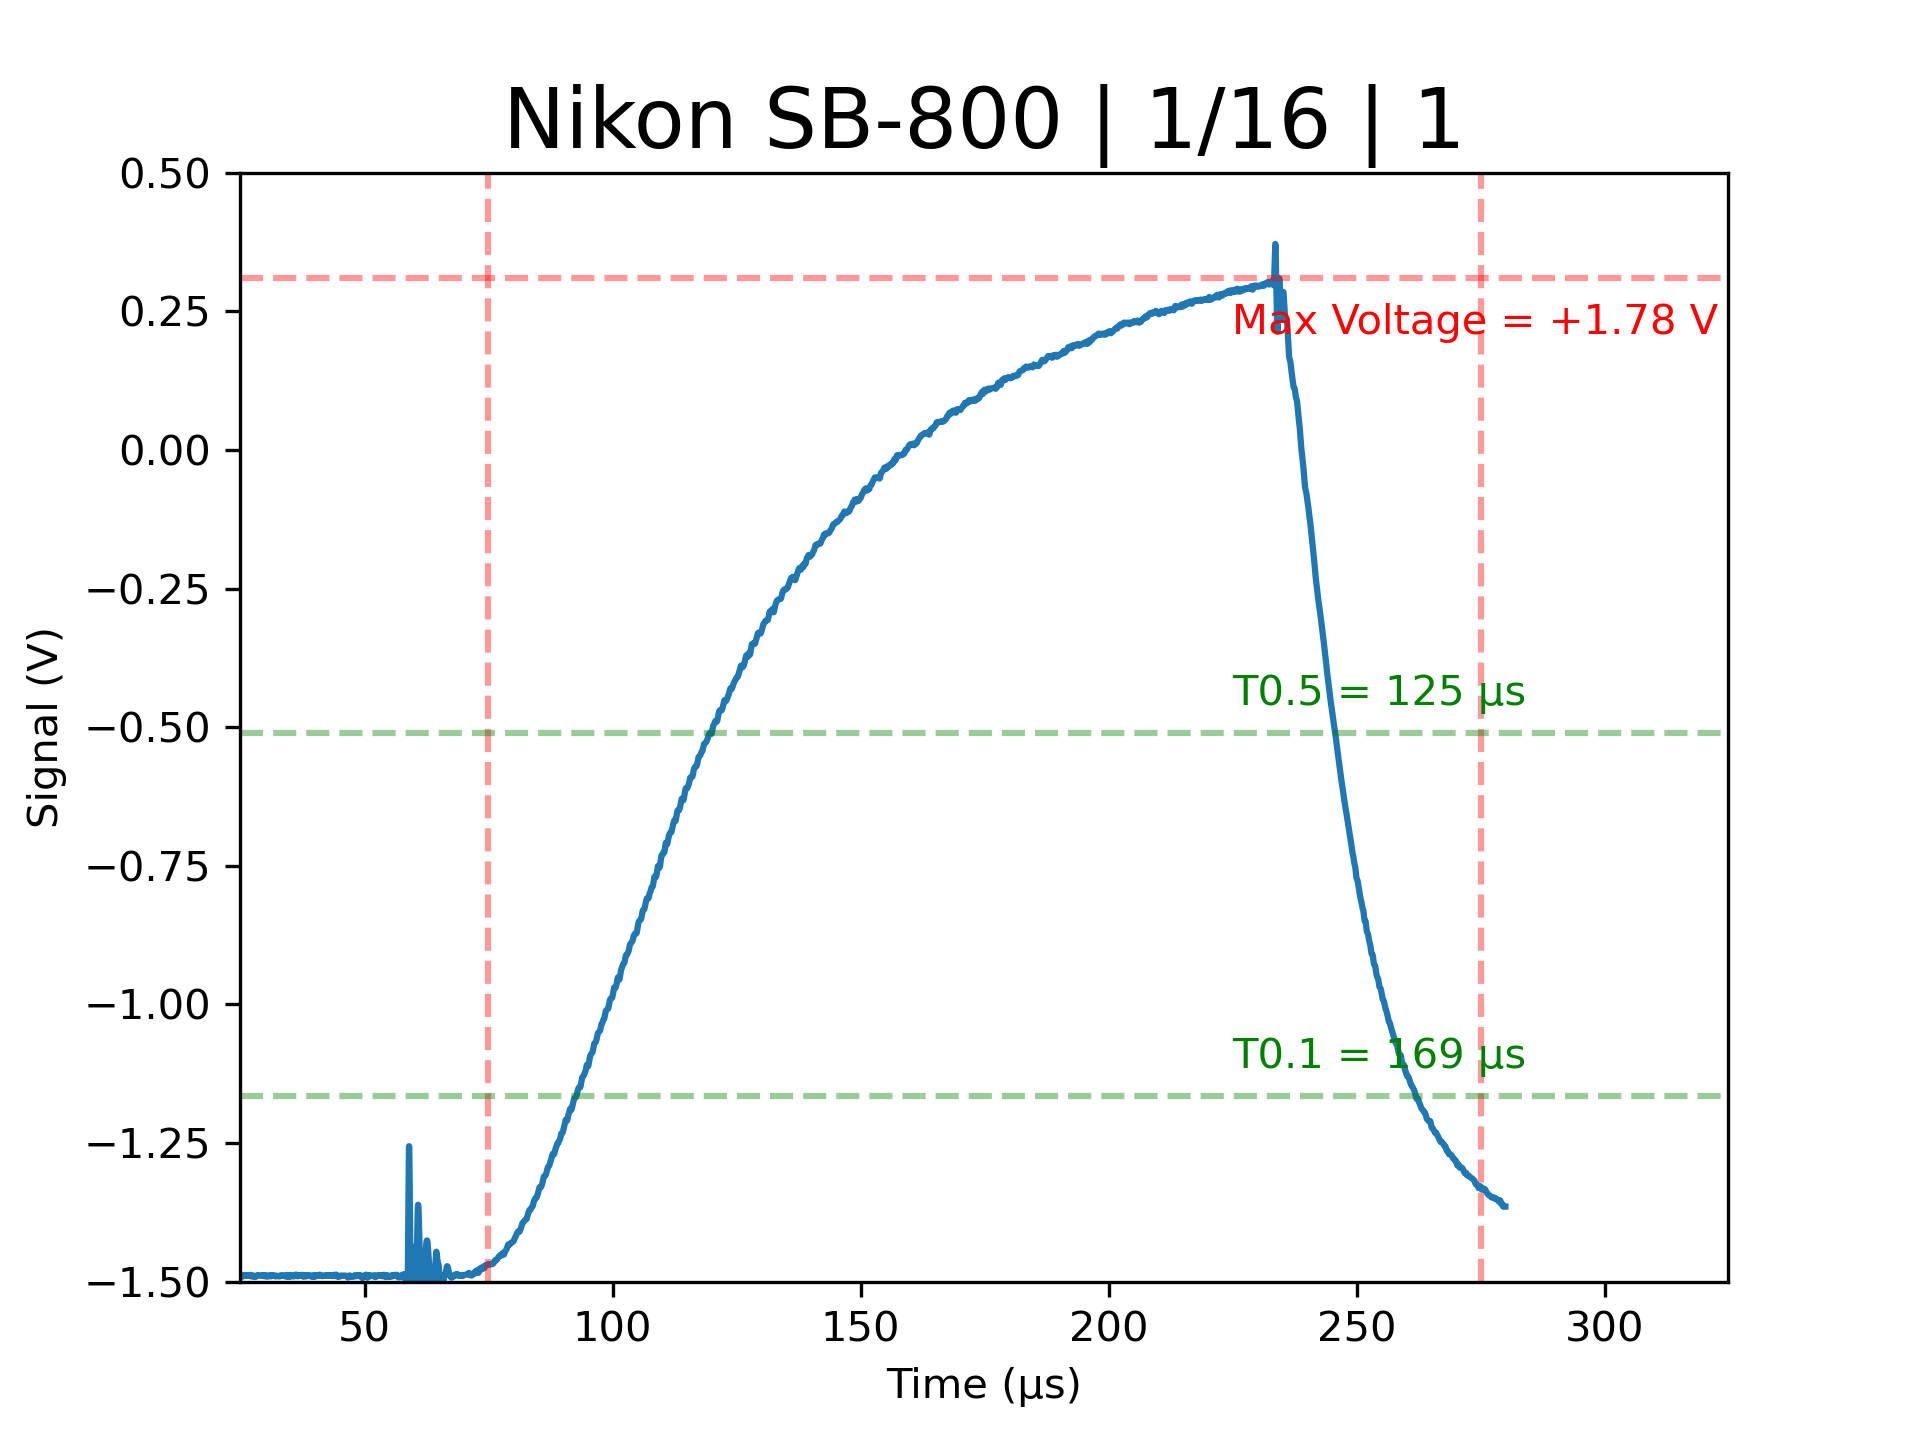 Nikon SB-800 | 1/16 | 1
0.50
0.25
0.00
−0.25
−0.50
−0.75
−1.00
−1.25
−1.50
Signal (V)
Max Voltage = +1.78 V
T0.5 = 125 µs
T0.1 = 169 µs
50 100 150 200 250 300
Time (µs)